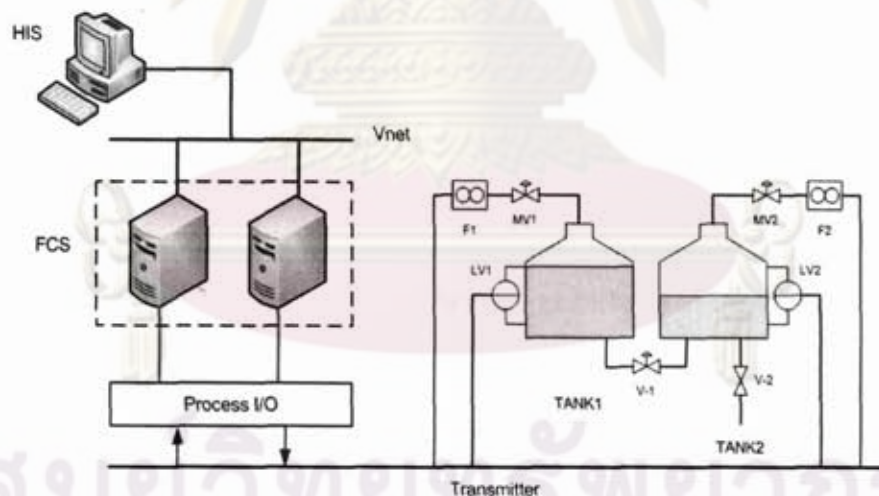 HIS
Vnet
FCS
Process I/O
Transmitter
F1
MV1
MV2
F2
LV1
LV2
V-1
V-2
TANK1
TANK2